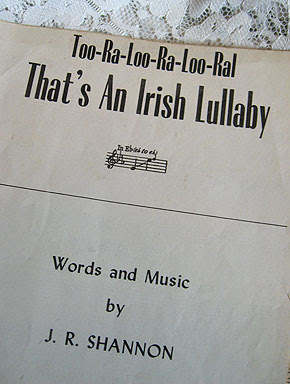 Too-Ra-Loo-Ra-Loo-Ral
That's An Irish Lullaby
Words and Music
by
J. R. SHANNON